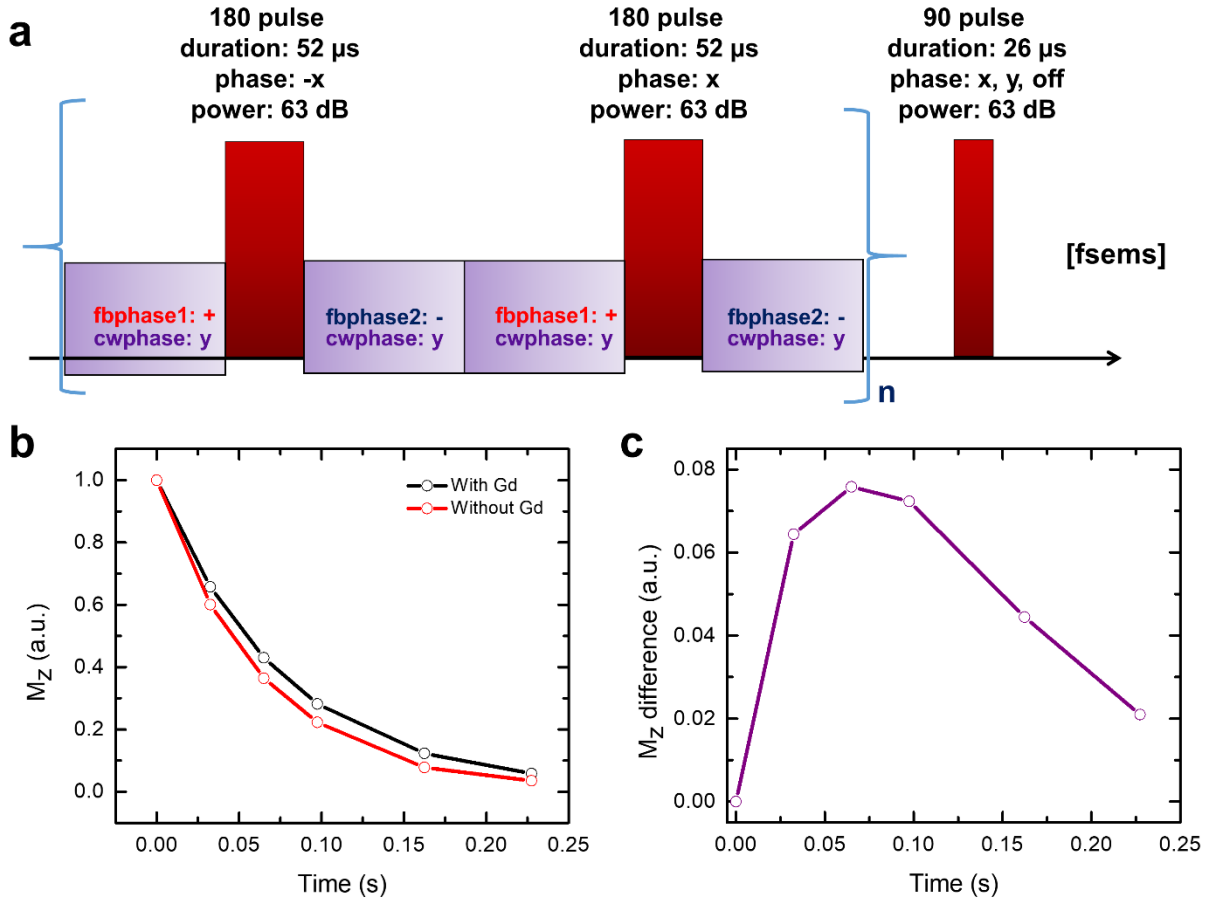 a
180 pulse
duration: 52 µs
phase: -x
power: 63 dB
180 pulse
duration: 52 µs
phase: x
power: 63 dB
90 pulse
duration: 26 µs
phase: x, y, off
power: 63 dB
fbphase1: +
cwphase: y
fbphase2: -
cwphase: y
fbphase1: +
cwphase: y
fbphase2: -
cwphase: y
n
[fsems]
b
With Gd
Without Gd
1.0
0.8
0.6
0.4
0.2
0.0
M_Z (a.u.)
0.00 0.05 0.10 0.15 0.20 0.25
Time (s)
c
0.08
0.06
0.04
0.02
0.00
M_Z difference (a.u.)
0.00 0.05 0.10 0.15 0.20 0.25
Time (s)